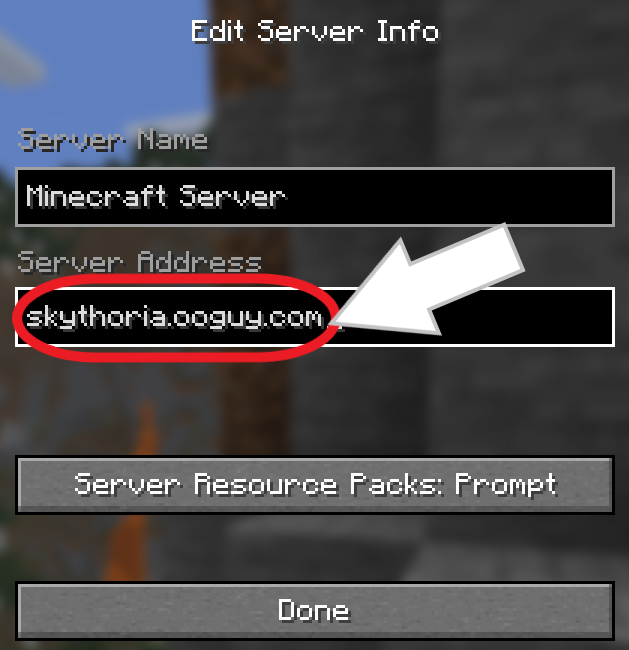 Edit Server Info
Server Name
Minecraft Server
Server Address
skythoria.ooguy.com
Server Resource Packs: Prompt
Done